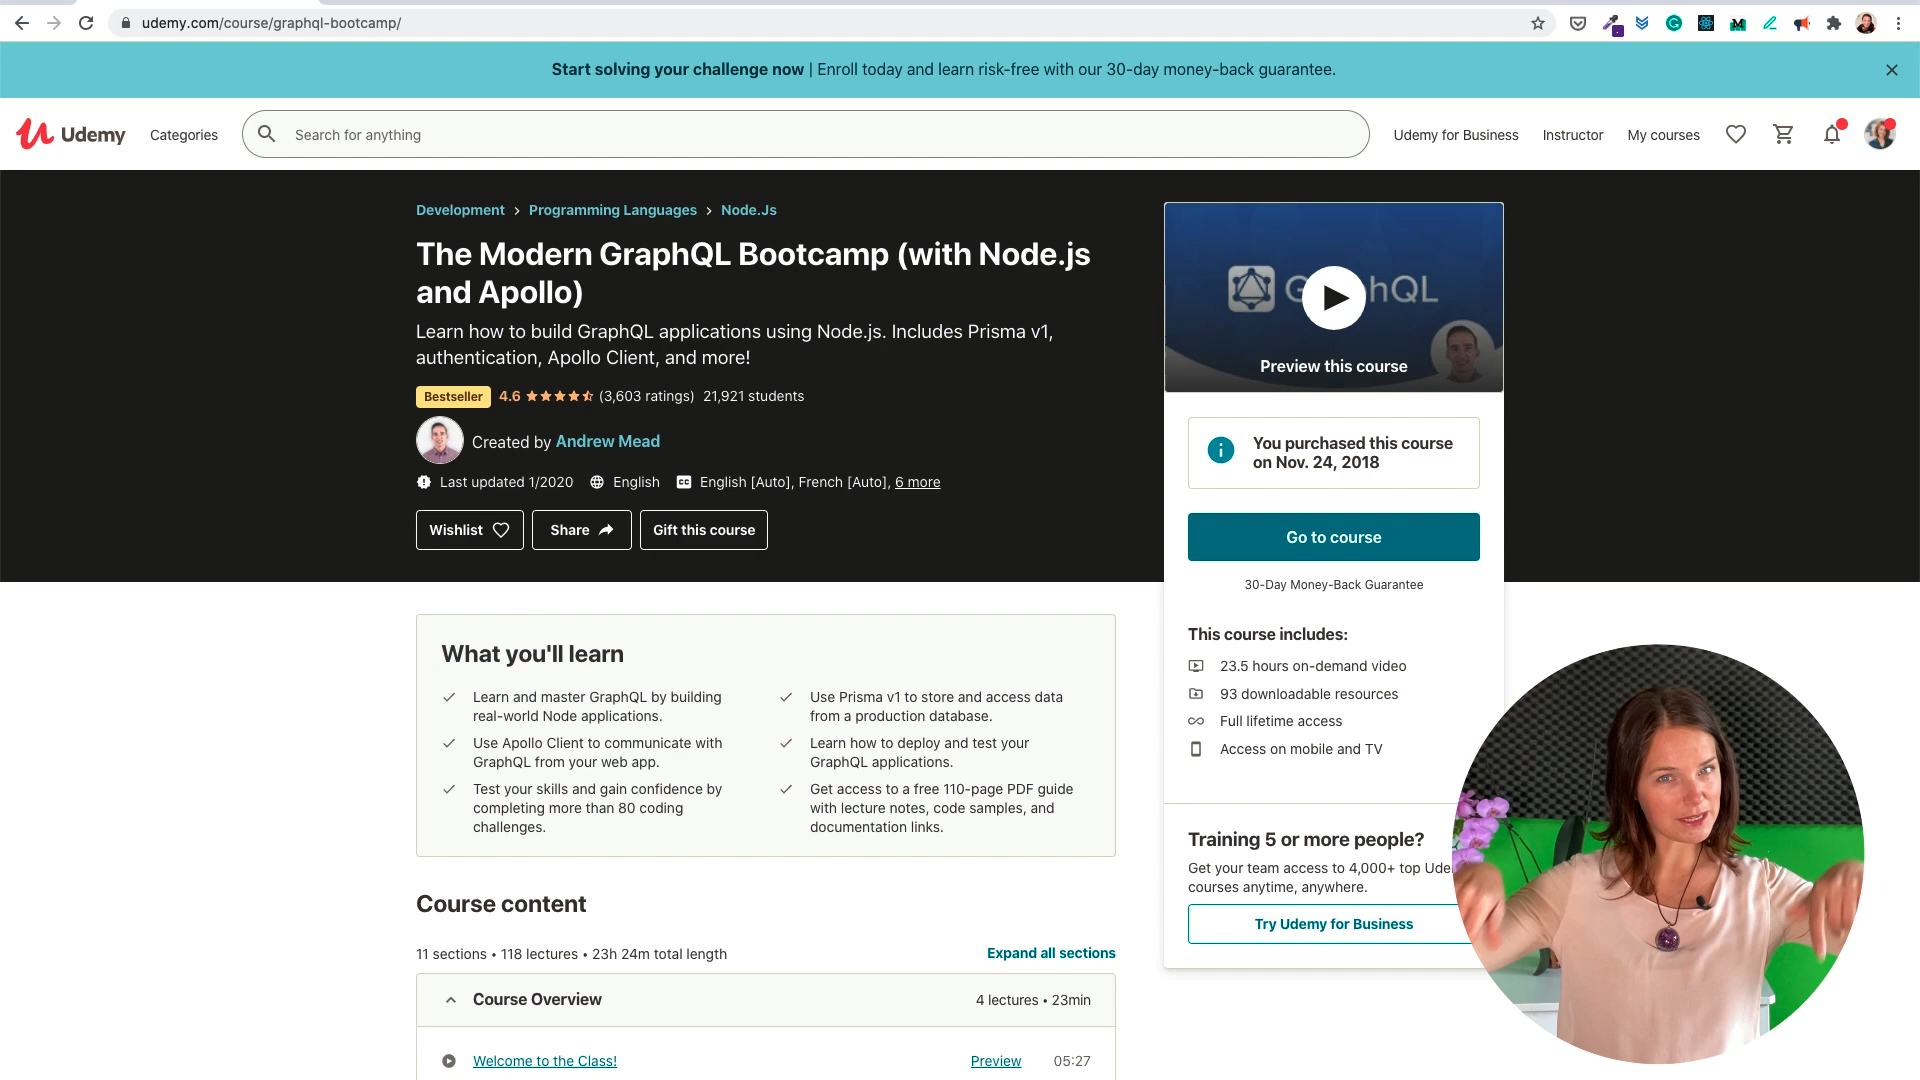 udemy.com/course/graphql-bootcamp/
Start solving your challenge now | Enroll today and learn risk-free with our 30-day money-back guarantee.
Udemy
Categories
Search for anything
Udemy for Business
Instructor
My courses
Development › Programming Languages › Node.Js
The Modern GraphQL Bootcamp (with Node.js
and Apollo)
Learn how to build GraphQL applications using Node.js. Includes Prisma v1,
authentication, Apollo Client, and more!
Bestseller 4.6 (3,603 ratings) 21,921 students
Created by Andrew Mead
Last updated 1/2020 English English [Auto], French [Auto], 6 more
Wishlist
Share
Gift this course
Preview this course
You purchased this course
on Nov. 24, 2018
Go to course
30-Day Money-Back Guarantee
This course includes:
23.5 hours on-demand video
93 downloadable resources
Full lifetime access
Access on mobile and TV
Training 5 or more people?
Get your team access to 4,000+ top
courses anytime, anywhere.
Try Udemy for Business
What you'll learn
Learn and master GraphQL by building
real-world Node applications.
Use Apollo Client to communicate with
GraphQL from your web app.
Test your skills and gain confidence by
completing more than 80 coding
challenges.
Use Prisma v1 to store and access data
from a production database.
Learn how to deploy and test your
GraphQL applications.
Get access to a free 110-page PDF guide
with lecture notes, code samples, and
documentation links.
Course content
11 sections • 118 lectures • 23h 24m total length
Expand all sections
Course Overview
4 lectures • 23min
Welcome to the Class!
Preview
05:27